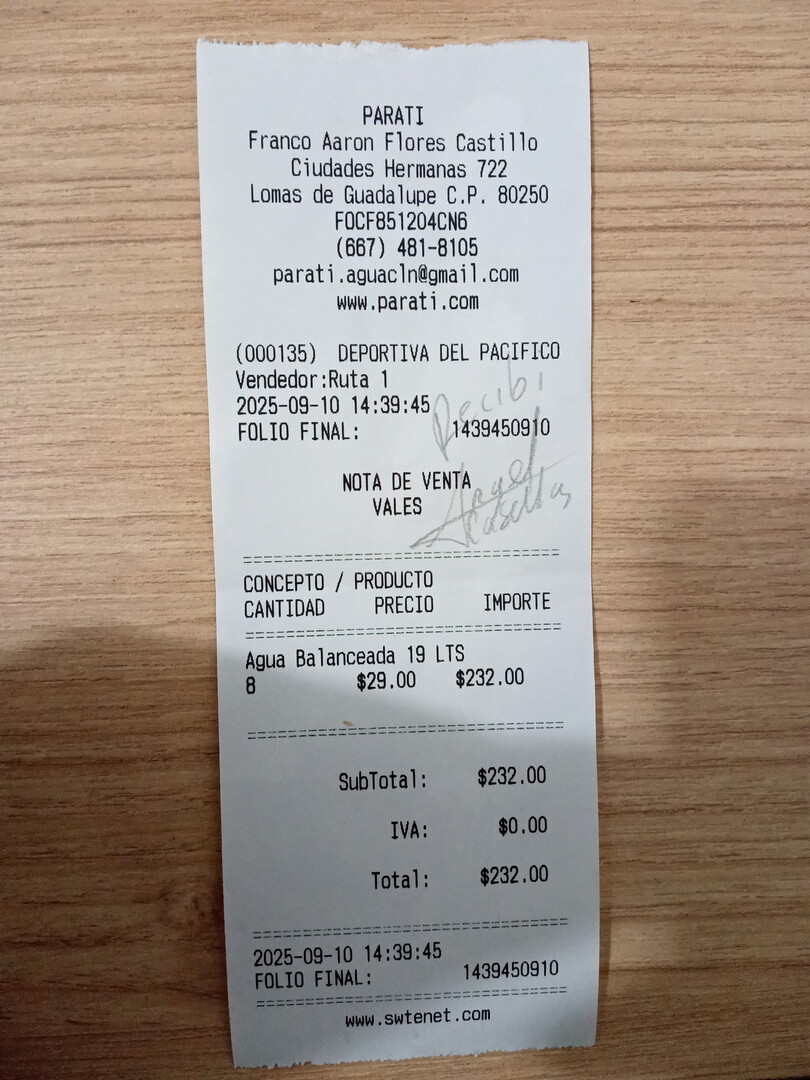 PARATI
Franco Aaron Flores Castillo
Ciudades Hermanas 722
Lomas de Guadalupe C.P. 80250
FOCF851204CN6
(667) 481-8105
parati.aguacln@gmail.com
www.parati.com
(000135) DEPORTIVA DEL PACIFICO
Vendedor:Ruta 1
2025-09-10 14:39:45
Recibi
FOLIO FINAL: 1439450910
NOTA DE VENTA
VALES
Angel
==============================
CONCEPTO / PRODUCTO
CANTIDAD PRECIO IMPORTE
==============================
Agua Balanceada 19 LTS
8 $29.00 $232.00
==============================
SubTotal: $232.00
IVA: $0.00
Total: $232.00
==============================
2025-09-10 14:39:45
FOLIO FINAL: 1439450910
==============================
www.swtenet.com